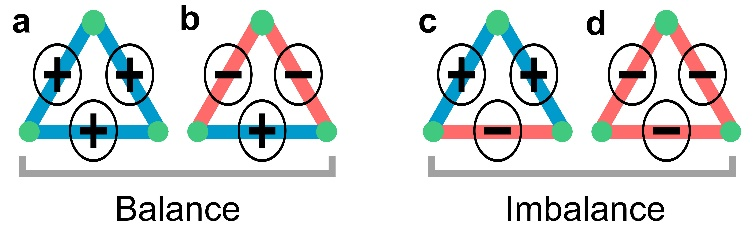 a b c d
+ + - - + + - -
+ + - -
Balance Imbalance